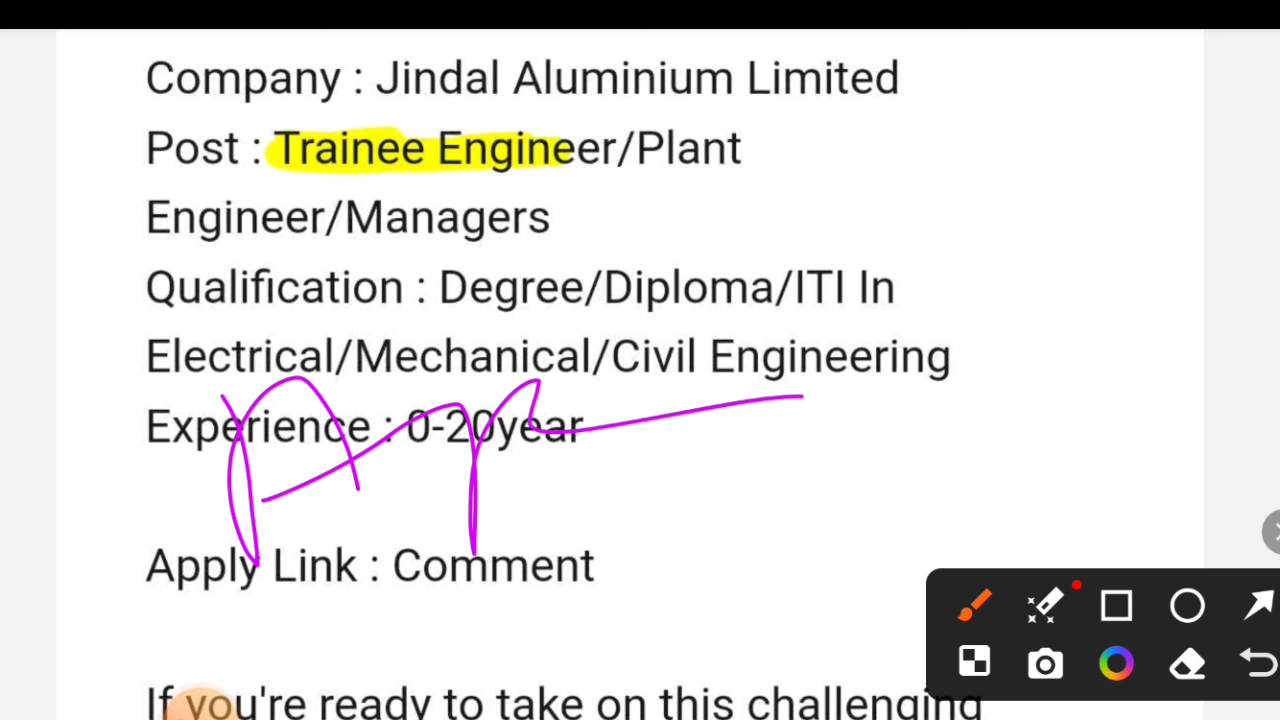 Company : Jindal Aluminium Limited
Post : Trainee Engineer/Plant
Engineer/Managers
Qualification : Degree/Diploma/ITI In
Electrical/Mechanical/Civil Engineering
Experience : 0-20year
Apply Link : Comment
If you're ready to take on this challenging